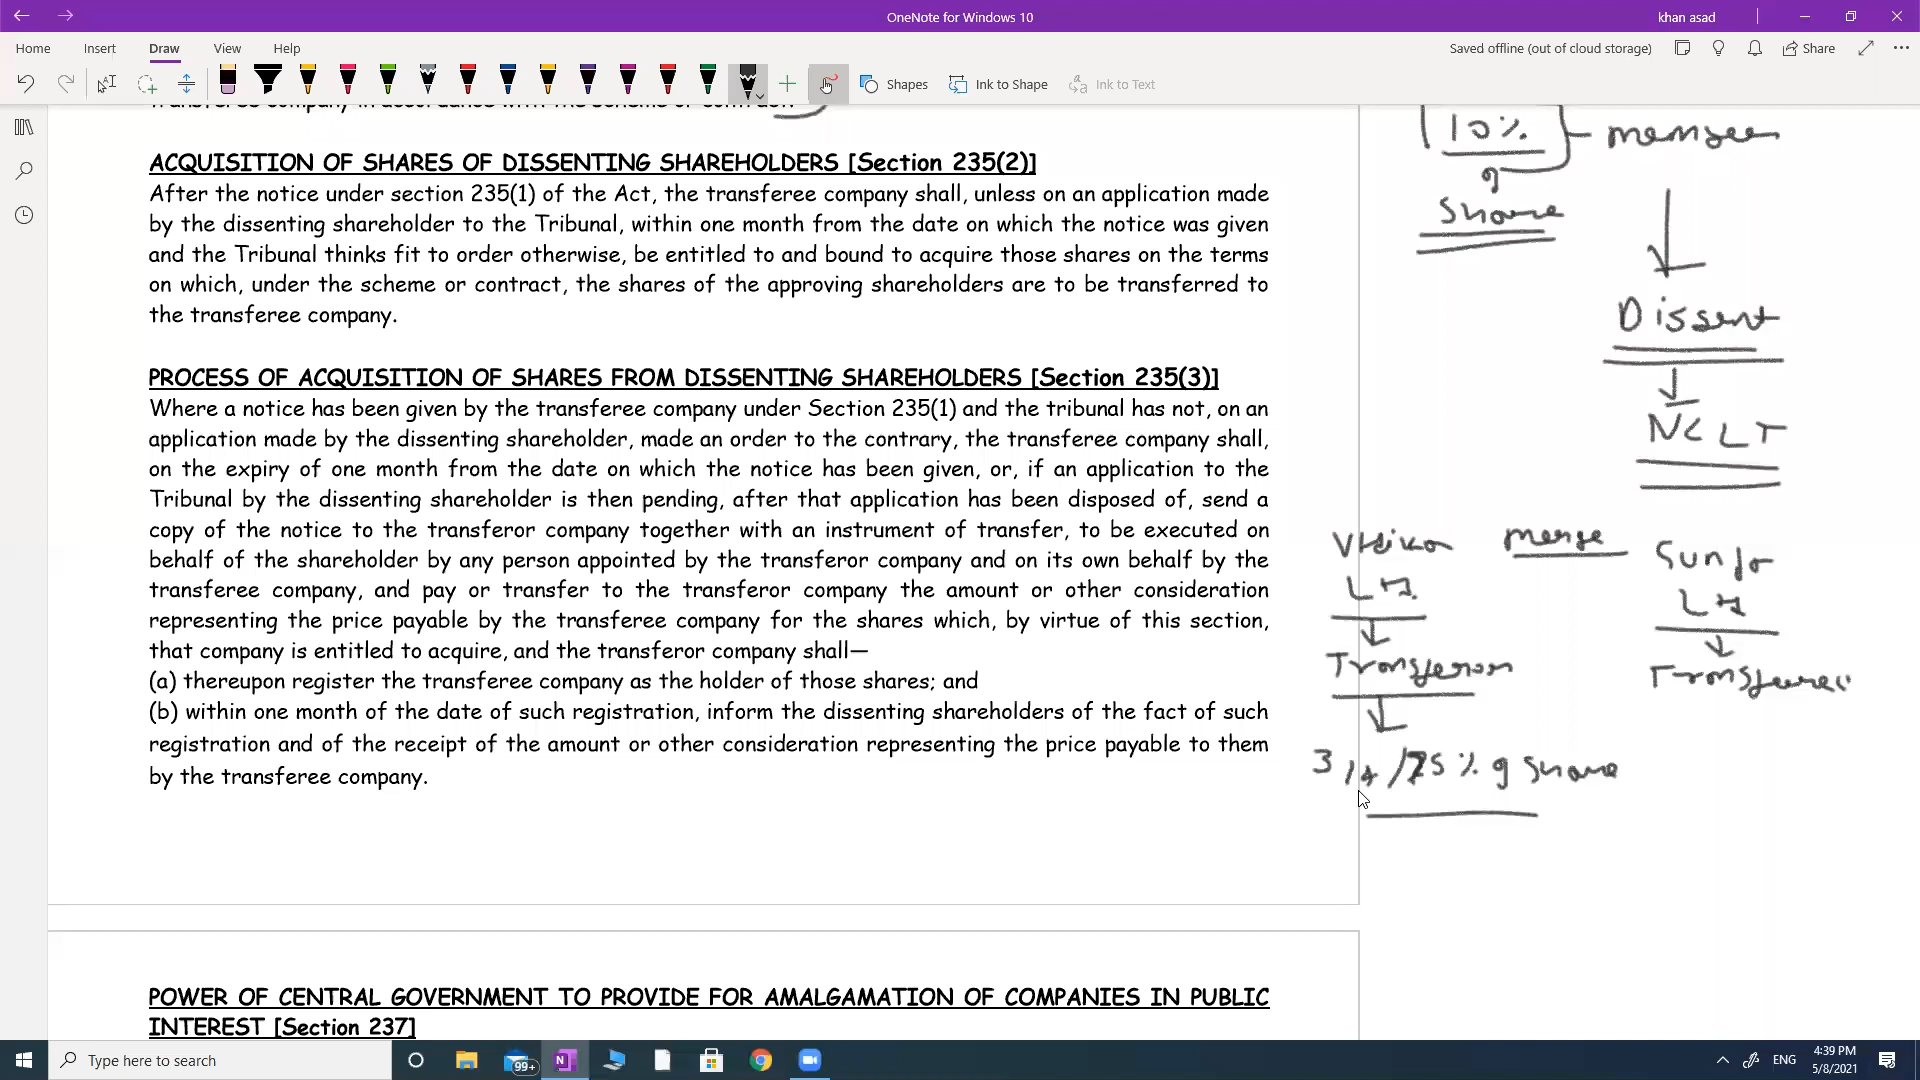 OneNote for Windows 10
khan asad
Home Insert Draw View Help
Saved offline (out of cloud storage)
Share
Shapes
Ink to Shape
Ink to Text
transferee company in accordance with the scheme or contract.
ACQUISITION OF SHARES OF DISSENTING SHAREHOLDERS [Section 235(2)]
After the notice under section 235(1) of the Act, the transferee company shall, unless on an application made
by the dissenting shareholder to the Tribunal, within one month from the date on which the notice was given
and the Tribunal thinks fit to order otherwise, be entitled to and bound to acquire those shares on the terms
on which, under the scheme or contract, the shares of the approving shareholders are to be transferred to
the transferee company.
PROCESS OF ACQUISITION OF SHARES FROM DISSENTING SHAREHOLDERS [Section 235(3)]
Where a notice has been given by the transferee company under Section 235(1) and the tribunal has not, on an
application made by the dissenting shareholder, made an order to the contrary, the transferee company shall,
on the expiry of one month from the date on which the notice has been given, or, if an application to the
Tribunal by the dissenting shareholder is then pending, after that application has been disposed of, send a
copy of the notice to the transferor company together with an instrument of transfer, to be executed on
behalf of the shareholder by any person appointed by the transferor company and on its own behalf by the
transferee company, and pay or transfer to the transferor company the amount or other consideration
representing the price payable by the transferee company for the shares which, by virtue of this section,
that company is entitled to acquire, and the transferor company shall—
(a) thereupon register the transferee company as the holder of those shares; and
(b) within one month of the date of such registration, inform the dissenting shareholders of the fact of such
registration and of the receipt of the amount or other consideration representing the price payable to them
by the transferee company.
POWER OF CENTRAL GOVERNMENT TO PROVIDE FOR AMALGAMATION OF COMPANIES IN PUBLIC
INTEREST [Section 237]
10%
Share
Dissent
NCLT
merge
Ltd.
Ltd
Transferor
3/4/75% of Share
Type here to search
99+
ENG
4:39 PM
5/8/2021